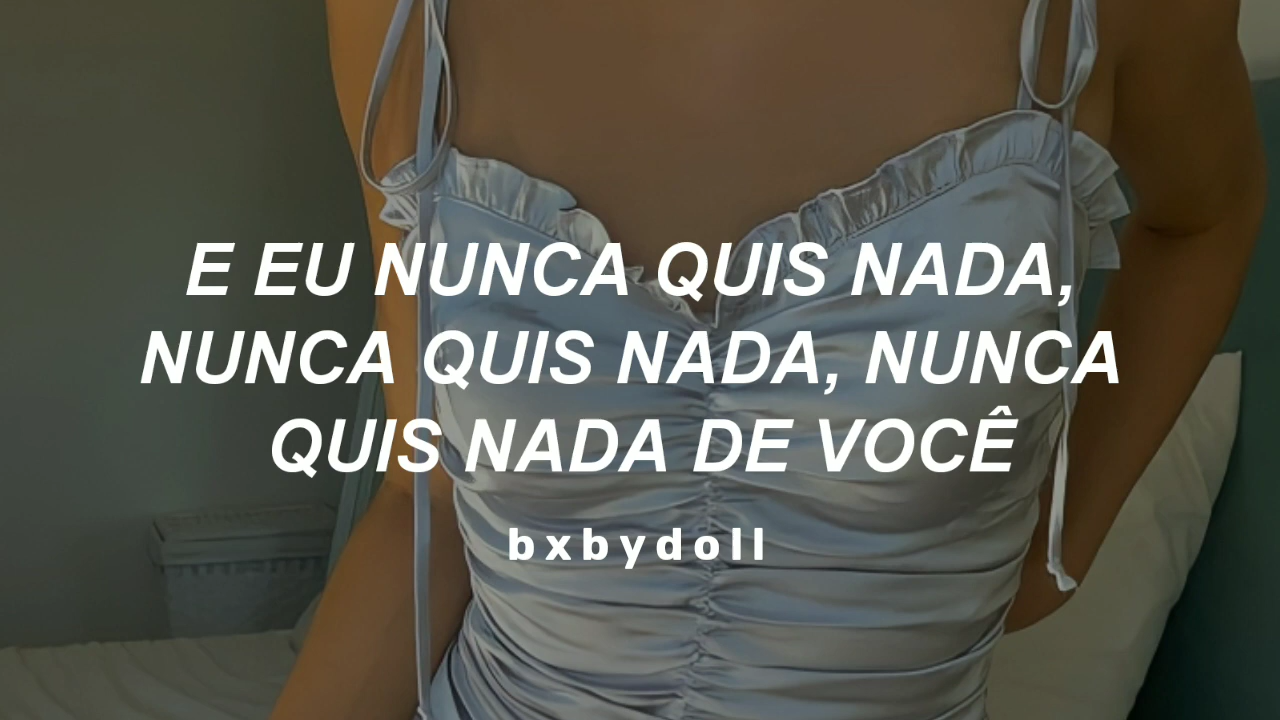 E EU NUNCA QUIS NADA,
NUNCA QUIS NADA, NUNCA
QUIS NADA DE VOCÊ
bxbydoll